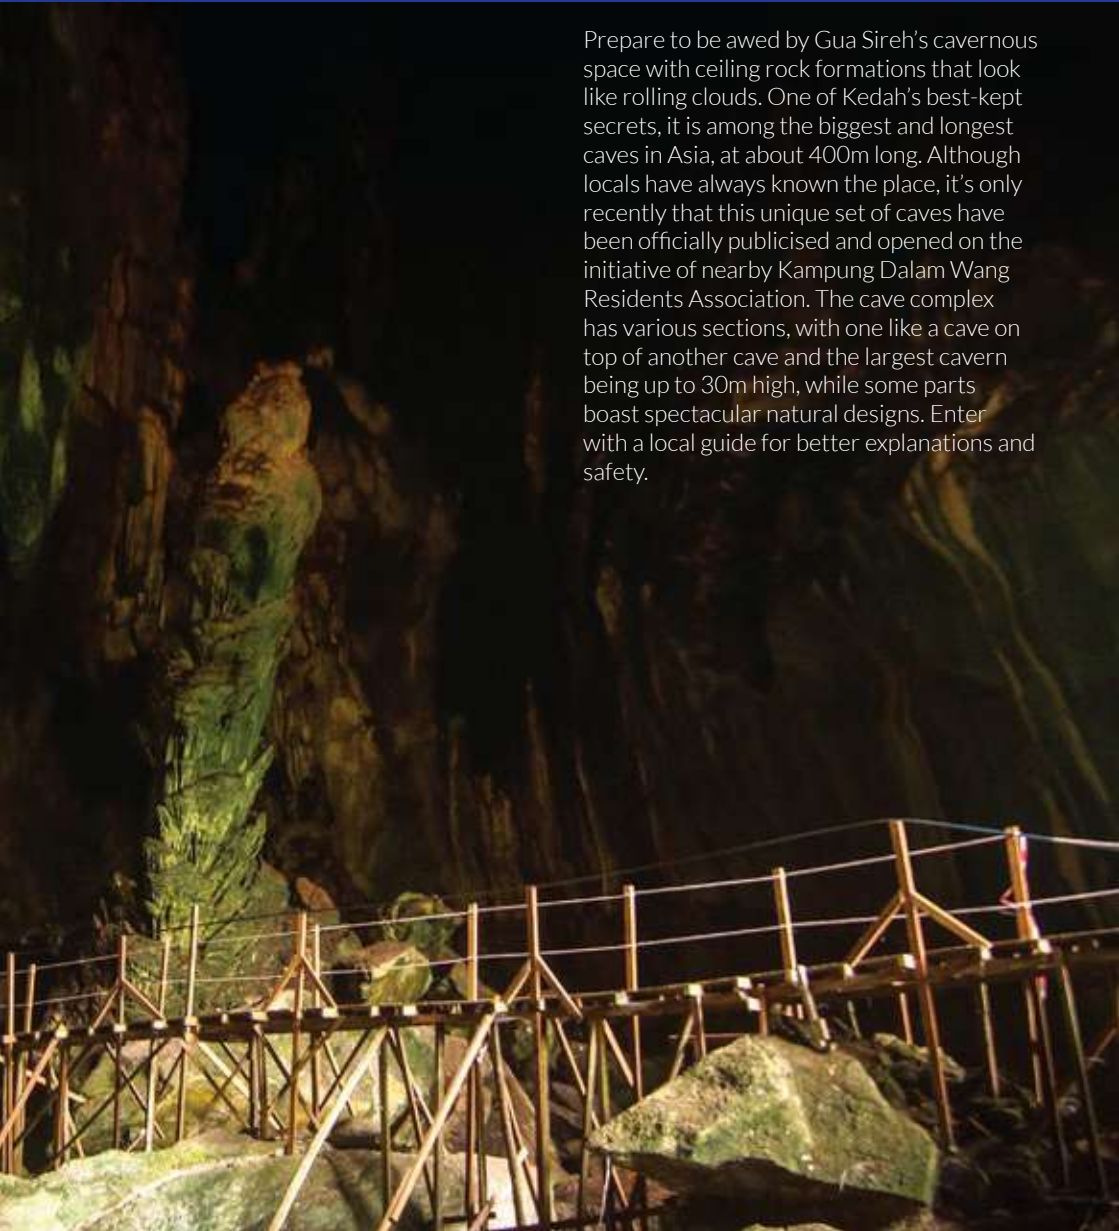 Prepare to be awed by Gua Sireh’s cavernous
space with ceiling rock formations that look
like rolling clouds. One of Kedah’s best-kept
secrets, it is among the biggest and longest
caves in Asia, at about 400m long. Although
locals have always known the place, it’s only
recently that this unique set of caves have
been officially publicised and opened on the
initiative of nearby Kampung Dalam Wang
Residents Association. The cave complex
has various sections, with one like a cave on
top of another cave and the largest cavern
being up to 30m high, while some parts
boast spectacular natural designs. Enter
with a local guide for better explanations and
safety.